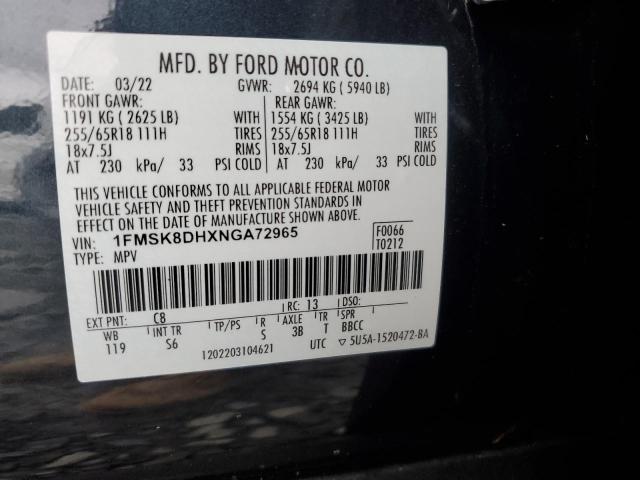 MFD. BY FORD MOTOR CO.
DATE: 03/22 GVWR: 2694 KG ( 5940 LB)
FRONT GAWR: REAR GAWR:
1191 KG ( 2625 LB) WITH 1554 KG ( 3425 LB) WITH
255/65R18 111H TIRES 255/65R18 111H TIRES
18x7.5J RIMS 18x7.5J RIMS
AT 230 kPa/ 33 PSI COLD AT 230 kPa/ 33 PSI COLD
THIS VEHICLE CONFORMS TO ALL APPLICABLE FEDERAL MOTOR
VEHICLE SAFETY AND THEFT PREVENTION STANDARDS IN
EFFECT ON THE DATE OF MANUFACTURE SHOWN ABOVE.
VIN: 1FMSK8DHXNGA72965 F0066
TYPE: MPV T0212
EXT PNT: C8 RC: 13 DSO:
WB INT TR TP/PS R AXLE TR SPR
119 S6 S 3B T BBCC
1202203104621 UTC ▽ 5U5A-1520472-BA